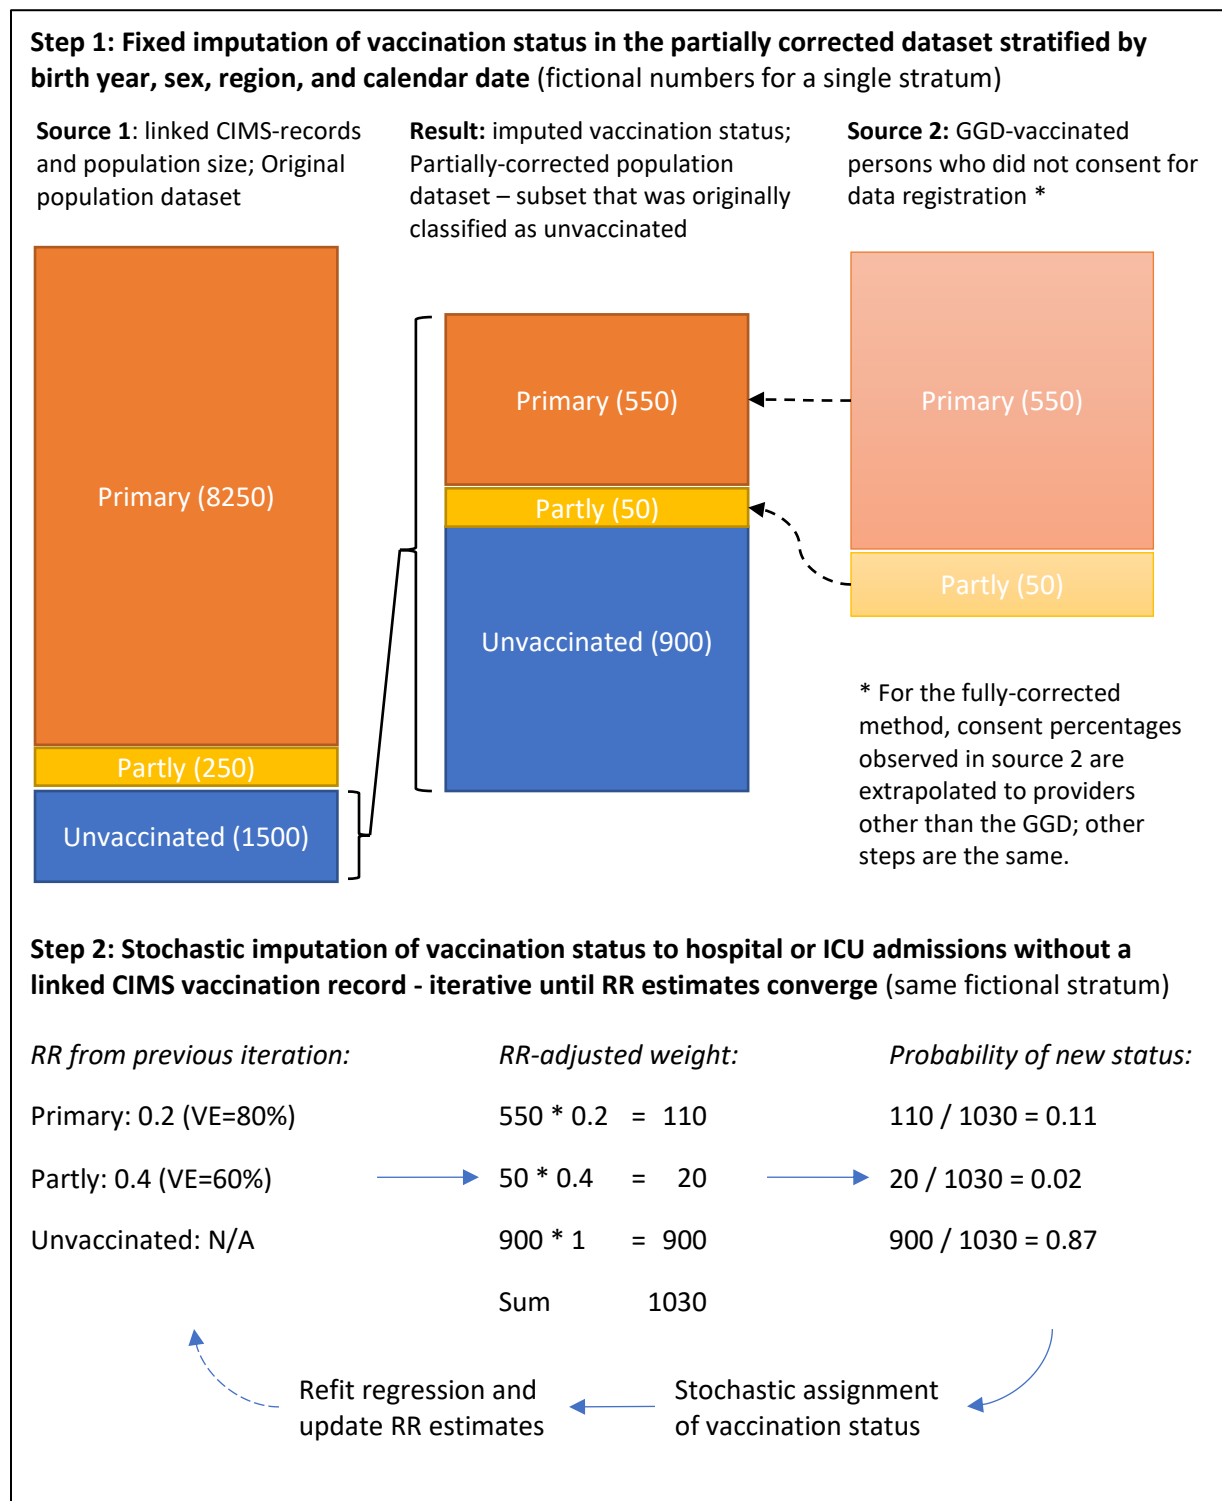 Step 1: Fixed imputation of vaccination status in the partially corrected dataset stratified by
birth year, sex, region, and calendar date (fictional numbers for a single stratum)
Source 1: linked CIMS-records
and population size; Original
population dataset
Result: imputed vaccination status;
Partially-corrected population
dataset – subset that was originally
classified as unvaccinated
Source 2: GGD-vaccinated
persons who did not consent for
data registration *
Primary (8250)
Partly (250)
Unvaccinated (1500)
Primary (550)
Partly (50)
Unvaccinated (900)
Primary (550)
Partly (50)
* For the fully-corrected
method, consent percentages
observed in source 2 are
extrapolated to providers
other than the GGD; other
steps are the same.
Step 2: Stochastic imputation of vaccination status to hospital or ICU admissions without a
linked CIMS vaccination record - iterative until RR estimates converge (same fictional stratum)
RR from previous iteration:
Primary: 0.2 (VE=80%)
Partly: 0.4 (VE=60%)
Unvaccinated: N/A
RR-adjusted weight:
550 * 0.2 = 110
50 * 0.4 = 20
900 * 1 = 900
Sum 1030
Probability of new status:
110 / 1030 = 0.11
20 / 1030 = 0.02
900 / 1030 = 0.87
Refit regression and
update RR estimates
Stochastic assignment
of vaccination status